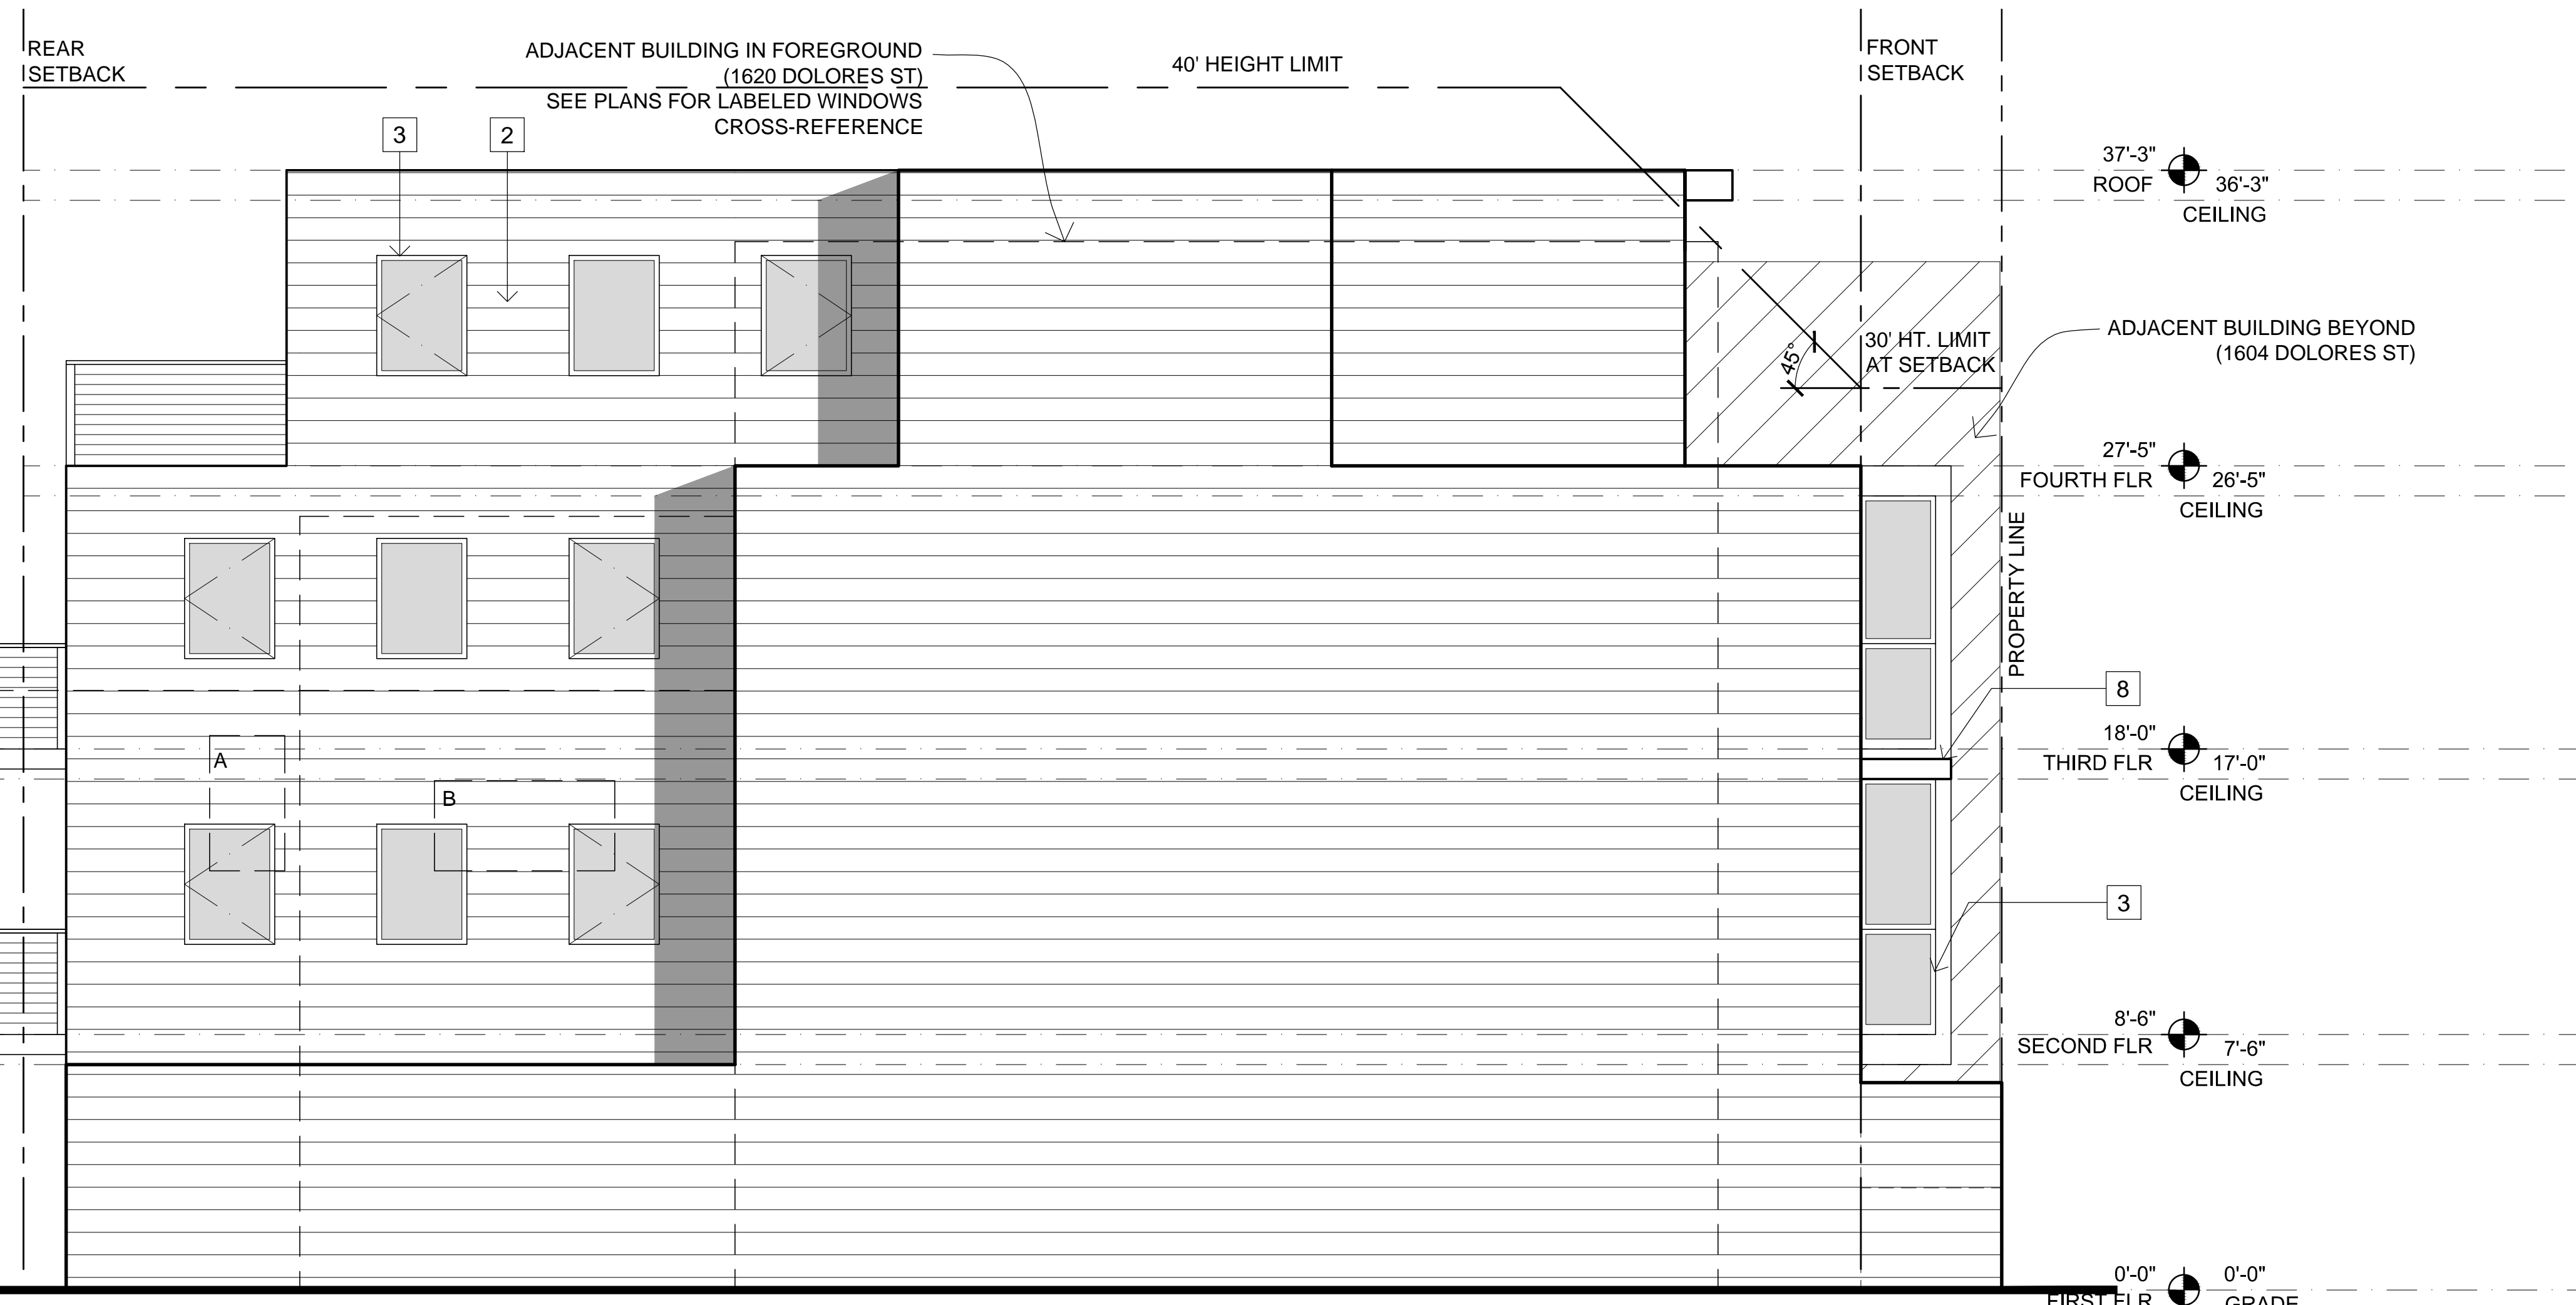 REAR
SETBACK
ADJACENT BUILDING IN FOREGROUND
(1620 DOLORES ST)
SEE PLANS FOR LABELED WINDOWS
CROSS-REFERENCE
40' HEIGHT LIMIT
FRONT
SETBACK
3
2
37'-3"
ROOF
36'-3"
CEILING
30' HT. LIMIT
AT SETBACK
45°
ADJACENT BUILDING BEYOND
(1604 DOLORES ST)
27'-5"
FOURTH FLR
26'-5"
CEILING
PROPERTY LINE
8
18'-0"
THIRD FLR
17'-0"
CEILING
A
B
3
8'-6"
SECOND FLR
7'-6"
CEILING
0'-0"
FIRST FLR
0'-0"
GRADE